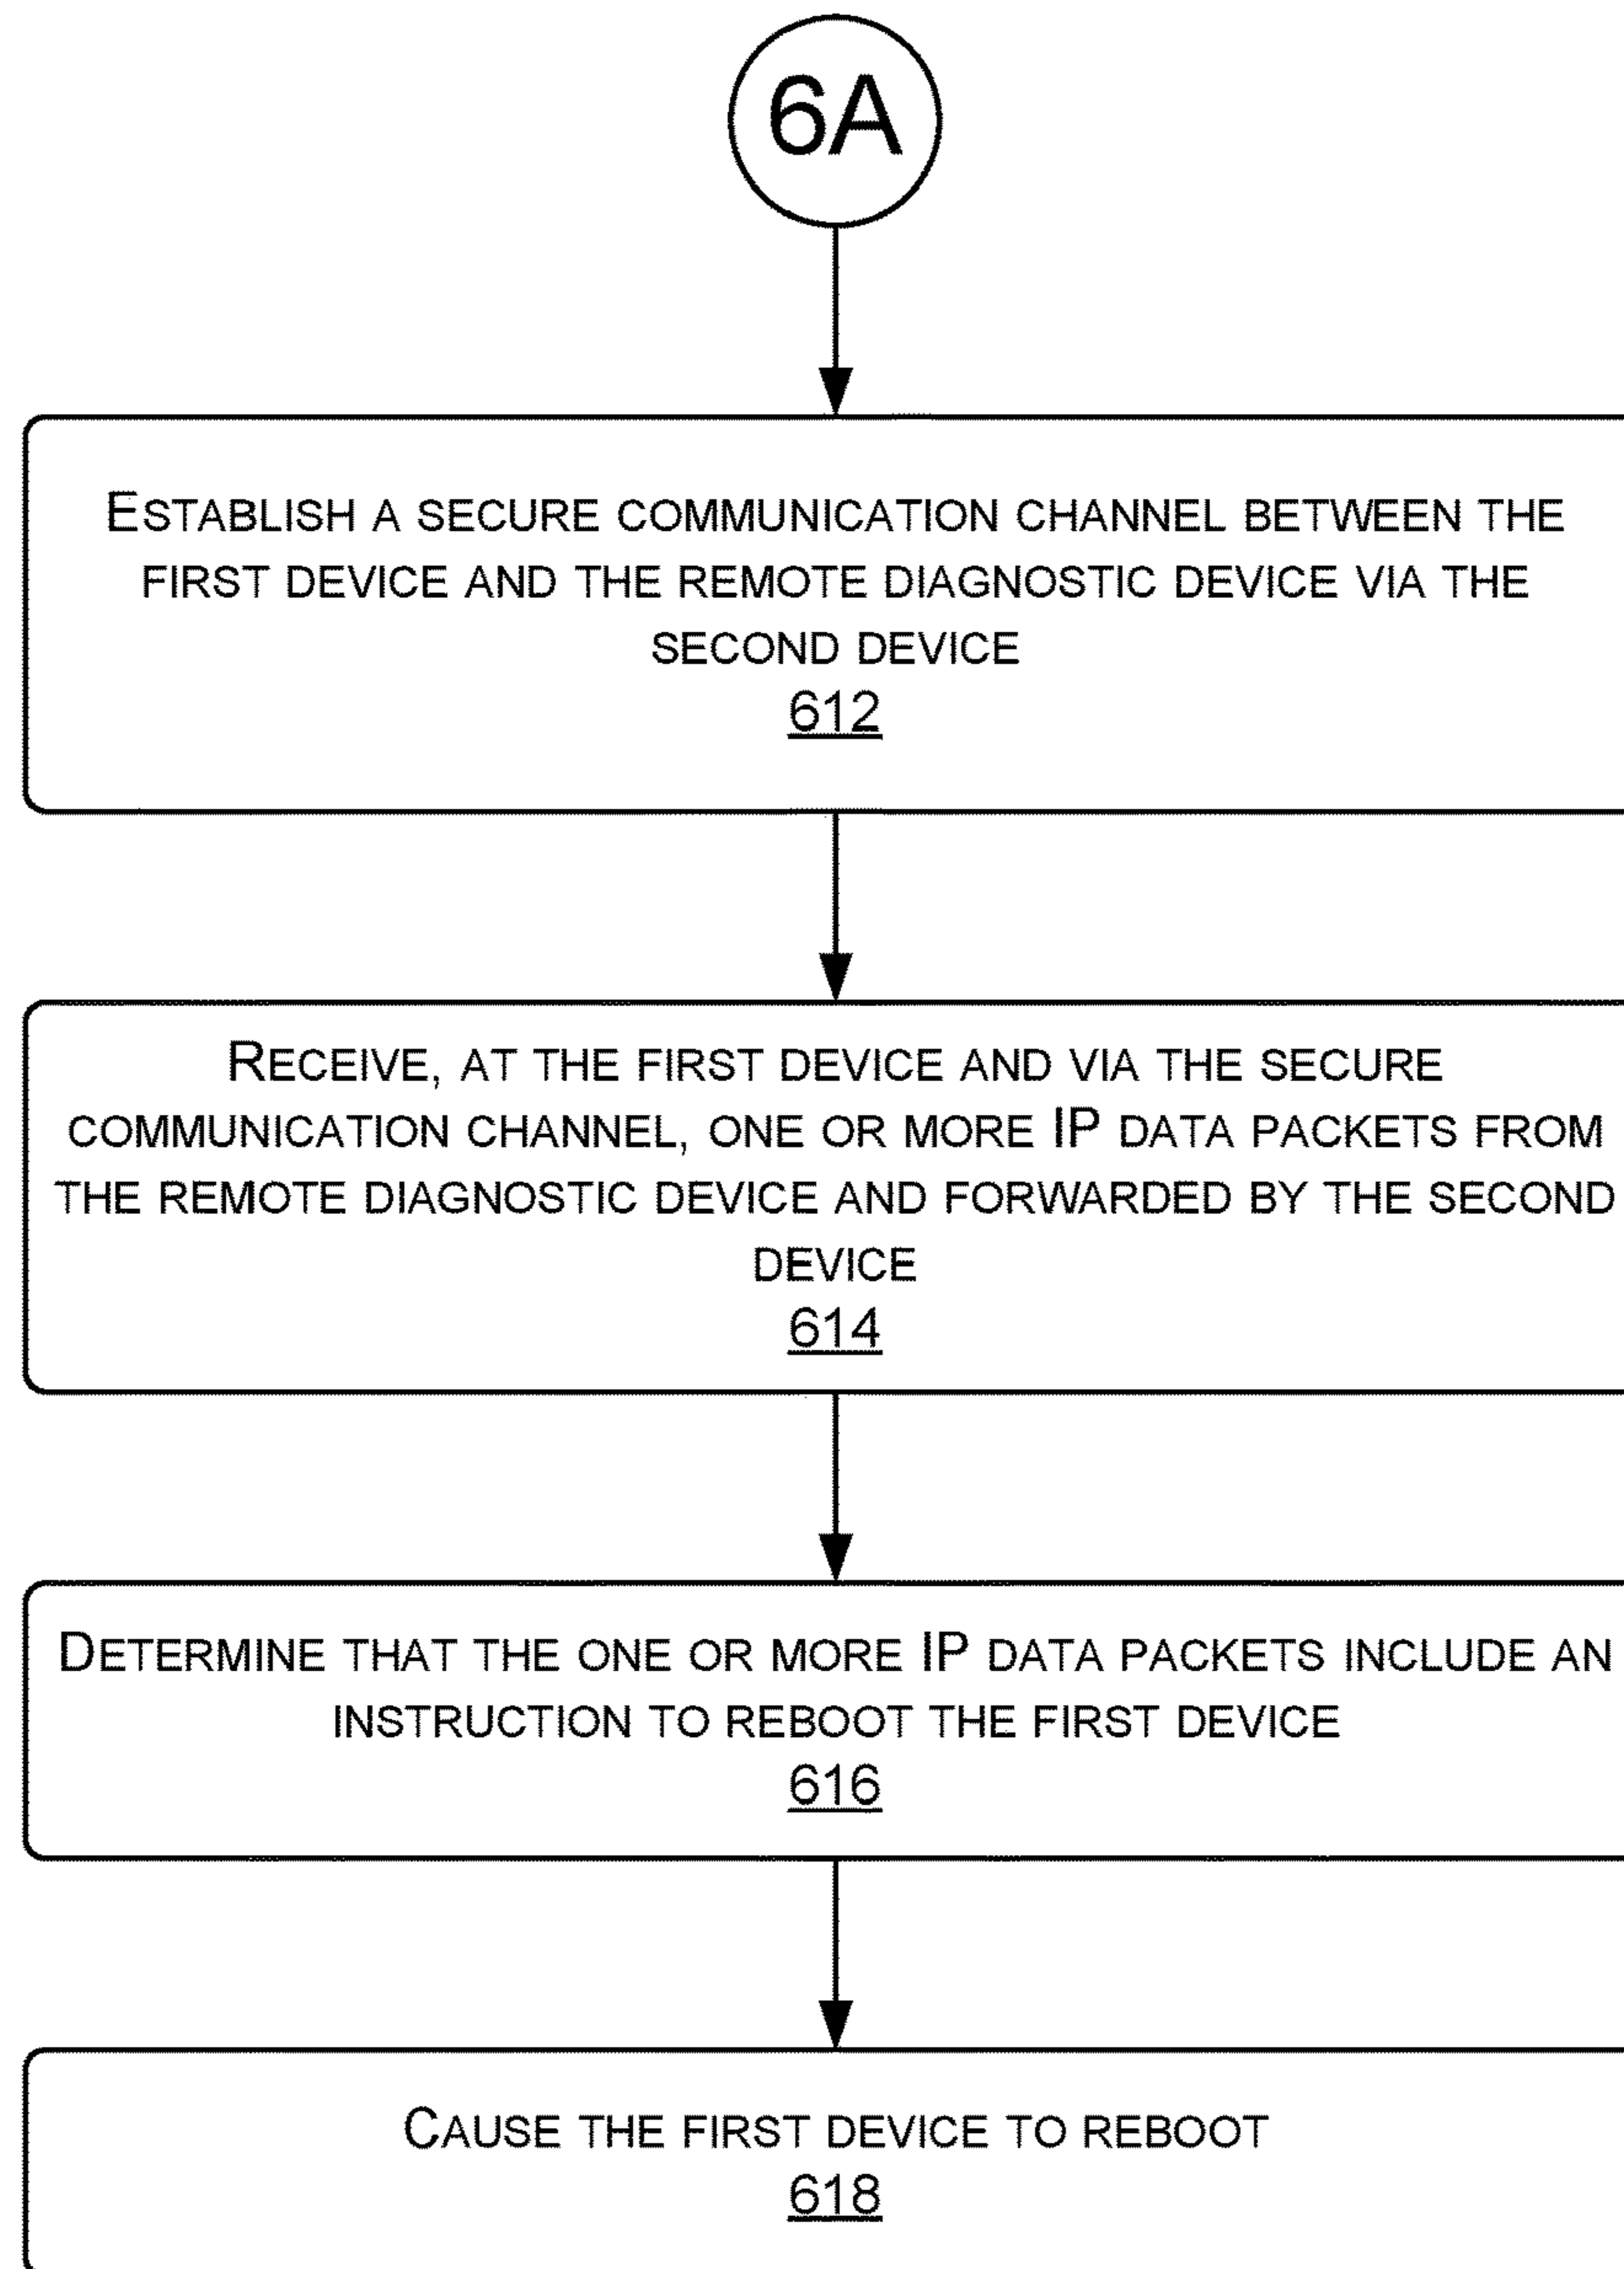 6A
ESTABLISH A SECURE COMMUNICATION CHANNEL BETWEEN THE
FIRST DEVICE AND THE REMOTE DIAGNOSTIC DEVICE VIA THE
SECOND DEVICE
612
RECEIVE, AT THE FIRST DEVICE AND VIA THE SECURE
COMMUNICATION CHANNEL, ONE OR MORE IP DATA PACKETS FROM
THE REMOTE DIAGNOSTIC DEVICE AND FORWARDED BY THE SECOND
DEVICE
614
DETERMINE THAT THE ONE OR MORE IP DATA PACKETS INCLUDE AN
INSTRUCTION TO REBOOT THE FIRST DEVICE
616
CAUSE THE FIRST DEVICE TO REBOOT
618